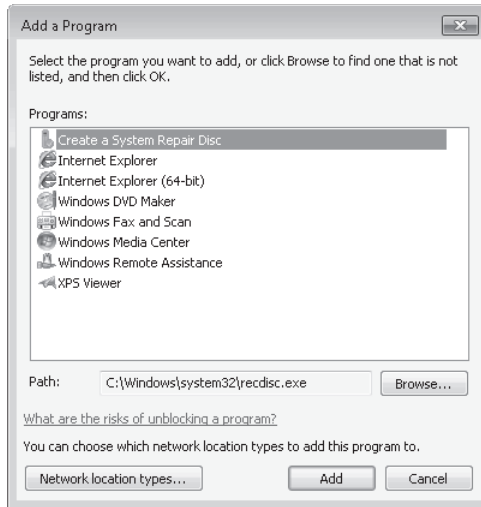 Add a Program
Select the program you want to add, or click Browse to find one that is not
listed, and then click OK.
Programs:
Create a System Repair Disc
Internet Explorer
Internet Explorer (64-bit)
Windows DVD Maker
Windows Fax and Scan
Windows Media Center
Windows Remote Assistance
XPS Viewer
Path: C:\Windows\system32\recdisc.exe Browse...
What are the risks of unblocking a program?
You can choose which network location types to add this program to.
Network location types... Add Cancel